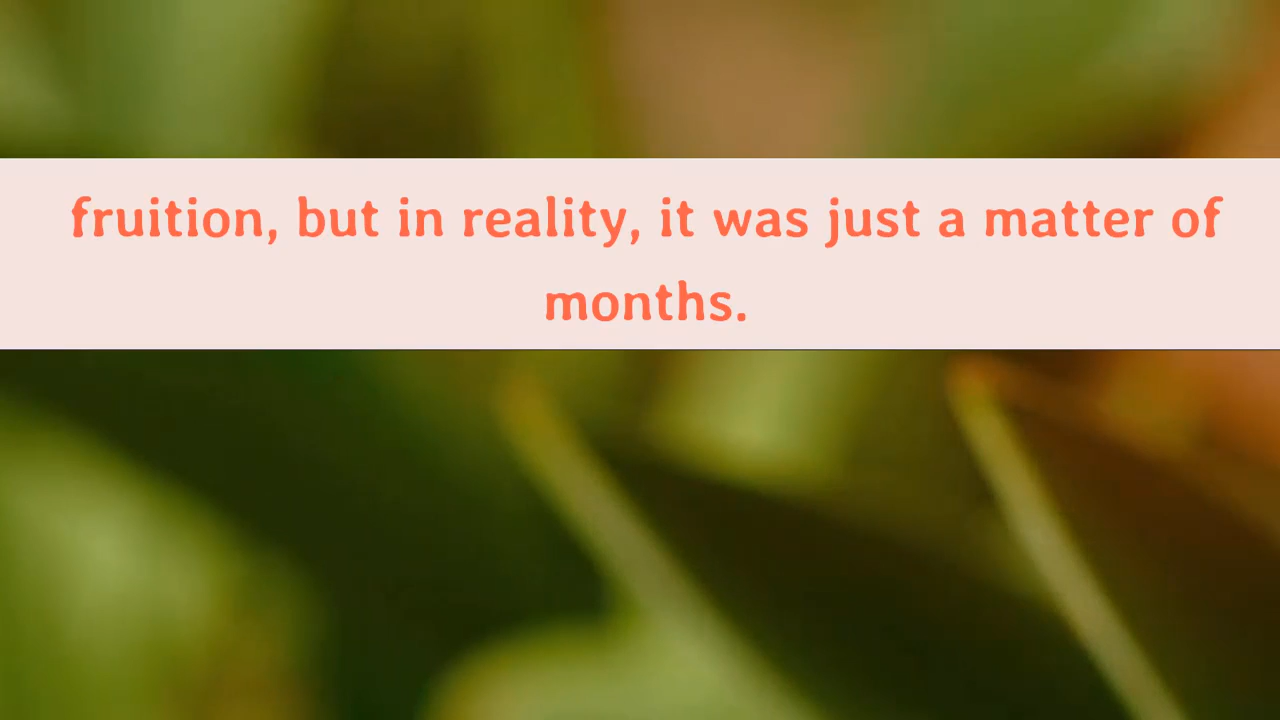 fruition, but in reality, it was just a matter of
months.